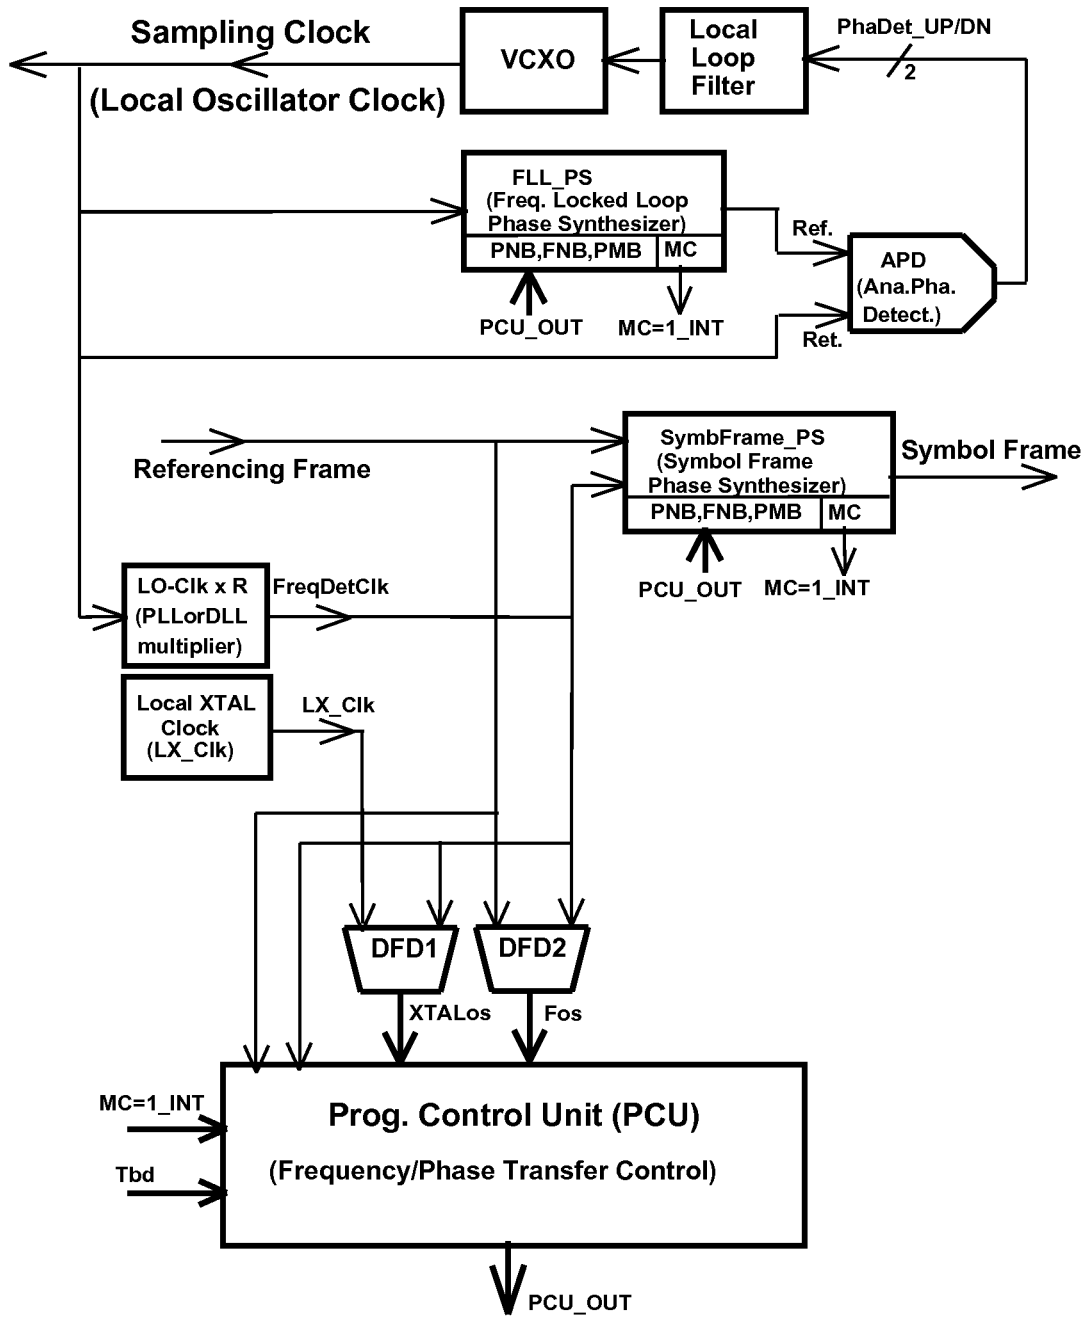 Sampling Clock
(Local Oscillator Clock)
VCXO
Local
Loop
Filter
PhaDet_UP/DN
2
FLL_PS
(Freq. Locked Loop
Phase Synthesizer)
PNB,FNB,PMB
MC
PCU_OUT
MC=1_INT
Ref.
APD
(Ana.Pha.
Detect.)
Ret.
Referencing Frame
SymbFrame_PS
(Symbol Frame
Phase Synthesizer)
PNB,FNB,PMB
MC
Symbol Frame
PCU_OUT
MC=1_INT
LO-Clk x R
(PLLorDLL
multiplier)
FreqDetClk
Local XTAL
Clock
(LX_Clk)
LX_Clk
DFD1
DFD2
XTALos
Fos
MC=1_INT
Tbd
Prog. Control Unit (PCU)
(Frequency/Phase Transfer Control)
PCU_OUT